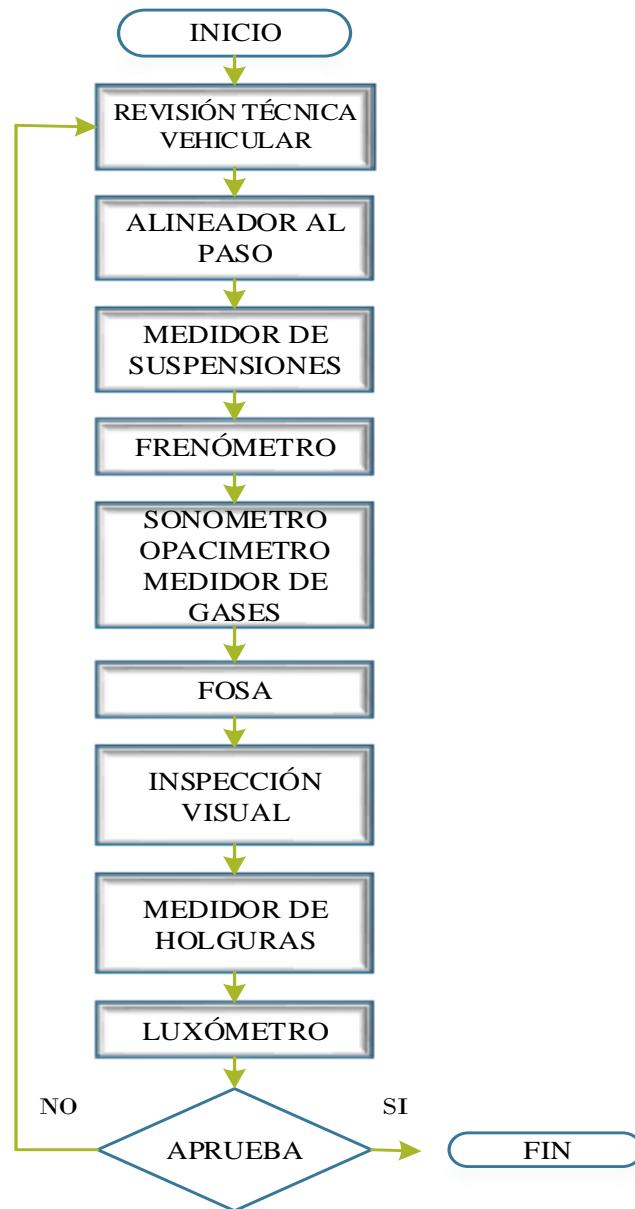 INICIO
REVISIÓN TÉCNICA
VEHICULAR
ALINEADOR AL
PASO
MEDIDOR DE
SUSPENSIONES
FRENÓMETRO
SONOMETRO
OPACIMETRO
MEDIDOR DE
GASES
FOSA
INSPECCIÓN
VISUAL
MEDIDOR DE
HOLGURAS
LUXÓMETRO
NO
SI
APRUEBA
FIN